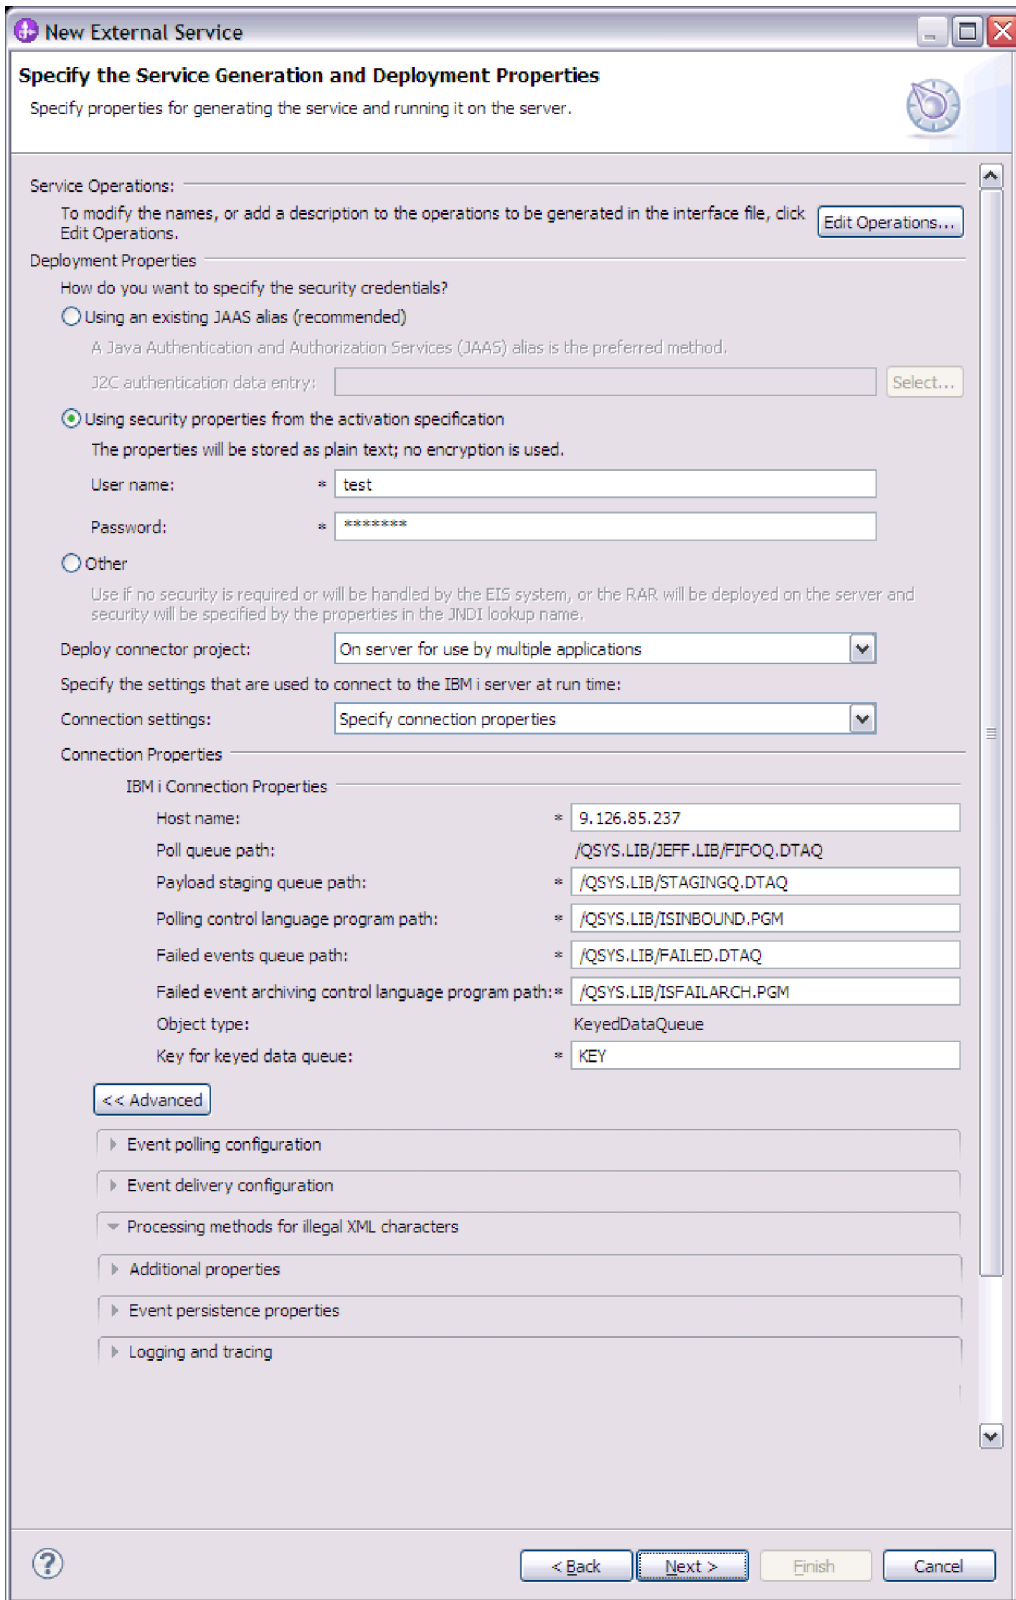 New External Service
Specify the Service Generation and Deployment Properties
Specify properties for generating the service and running it on the server.
Service Operations:
To modify the names, or add a description to the operations to be generated in the interface file, click
Edit Operations.
Edit Operations...
Deployment Properties
How do you want to specify the security credentials?
Using an existing JAAS alias (recommended)
A Java Authentication and Authorization Services (JAAS) alias is the preferred method.
J2C authentication data entry:
Select...
Using security properties from the activation specification
The properties will be stored as plain text; no encryption is used.
User name: * test
Password: * *******
Other
Use if no security is required or will be handled by the EIS system, or the RAR will be deployed on the server and
security will be specified by the properties in the JNDI lookup name.
Deploy connector project: On server for use by multiple applications
Specify the settings that are used to connect to the IBM i server at run time:
Connection settings: Specify connection properties
Connection Properties
IBM i Connection Properties
Host name: * 9.126.85.237
Poll queue path: /QSYS.LIB/JEFF.LIB/FIFOQ.DTAQ
Payload staging queue path: * /QSYS.LIB/STAGINGQ.DTAQ
Polling control language program path: * /QSYS.LIB/ISINBOUND.PGM
Failed events queue path: * /QSYS.LIB/FAILED.DTAQ
Failed event archiving control language program path:* /QSYS.LIB/ISFAILARCH.PGM
Object type: KeyedDataQueue
Key for keyed data queue: * KEY
<< Advanced
Event polling configuration
Event delivery configuration
Processing methods for illegal XML characters
Additional properties
Event persistence properties
Logging and tracing
? < Back Next > Finish Cancel